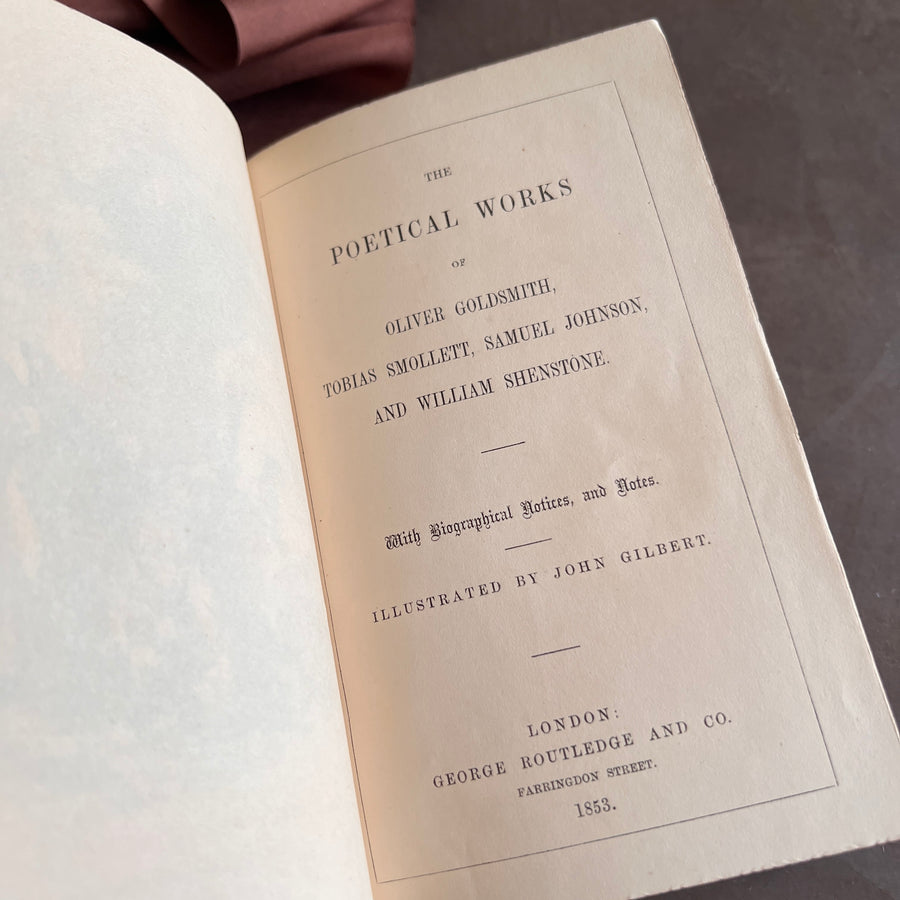 THE
POETICAL WORKS
OF
OLIVER GOLDSMITH,
TOBIAS SMOLLETT, SAMUEL JOHNSON,
AND WILLIAM SHENSTONE.
With Biographical Notices, and Notes.
ILLUSTRATED BY JOHN GILBERT.
LONDON:
GEORGE ROUTLEDGE AND CO.
FARRINGDON STREET.
1853.